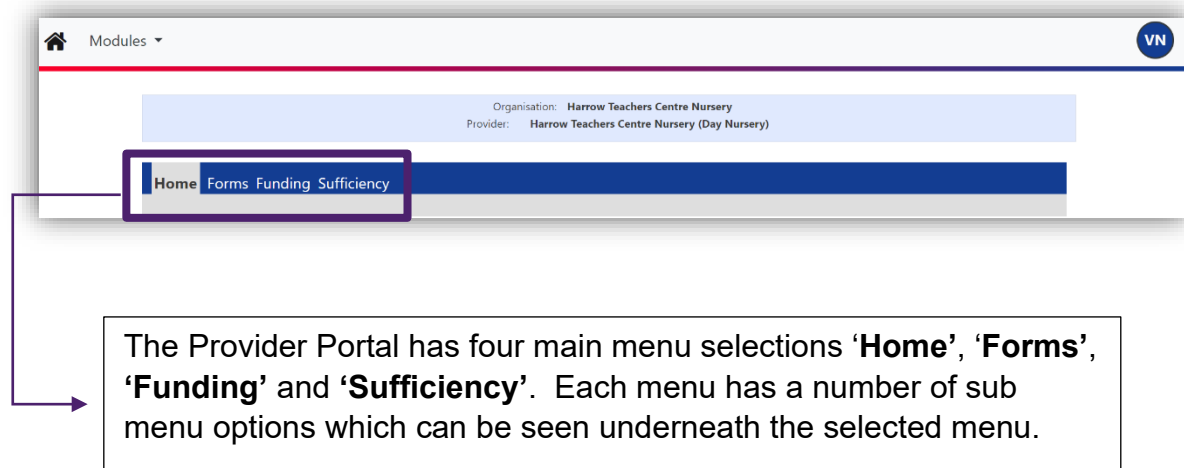 Modules
VN
Organisation: Harrow Teachers Centre Nursery
Provider: Harrow Teachers Centre Nursery (Day Nursery)
Home Forms Funding Sufficiency
The Provider Portal has four main menu selections ‘Home’, ‘Forms’,
‘Funding’ and ‘Sufficiency’. Each menu has a number of sub
menu options which can be seen underneath the selected menu.